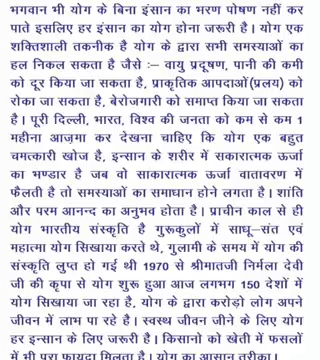 भगवान भी योग के बिना इंसान का भरण पोषण नहीं कर
पाते इसलिए हर इंसान का योग होना जरूरी है। योग एक
शक्तिशाली तकनीक है योग के द्वारा सभी समस्याओं का
हल निकल सकता है जैसे :– वायु प्रदूषण, पानी की कमी
को दूर किया जा सकता है, प्राकृतिक आपदाओं(प्रलय) को
रोका जा सकता है, बेरोजगारी को समाप्त किया जा सकता
है। पूरी दिल्ली, भारत, विश्व की जनता को कम से कम 1
महीना आज़मा कर देखना चाहिए कि योग एक बहुत
चमत्कारी खोज है, इन्सान के शरीर में सकारात्मक ऊर्जा
का भण्डार है जब वो साकारात्मक ऊर्जा वातावरण में
फैलती है तो समस्याओं का समाधान होने लगता है। शांति
और परम आनन्द का अनुभव होता है। प्राचीन काल से ही
योग भारतीय संस्कृति है गुरूकुलों में साधू–संत एवं
महात्मा योग सिखाया करते थे, गुलामी के समय में योग की
संस्कृति लुप्त हो गई थी 1970 से श्रीमाताजी निर्मला देवी
जी की कृपा से योग शुरू हुआ आज लगभग 150 देशों में
योग सिखाया जा रहा है, योग के द्वारा करोड़ो लोग अपने
जीवन में लाभ पा रहे है। स्वस्थ जीवन जीने के लिए योग
हर इन्सान के लिए जरूरी है। किसानो को खेती में फसलों
में भी पूरा फायदा मिलता है। योग का आसान तरीका।